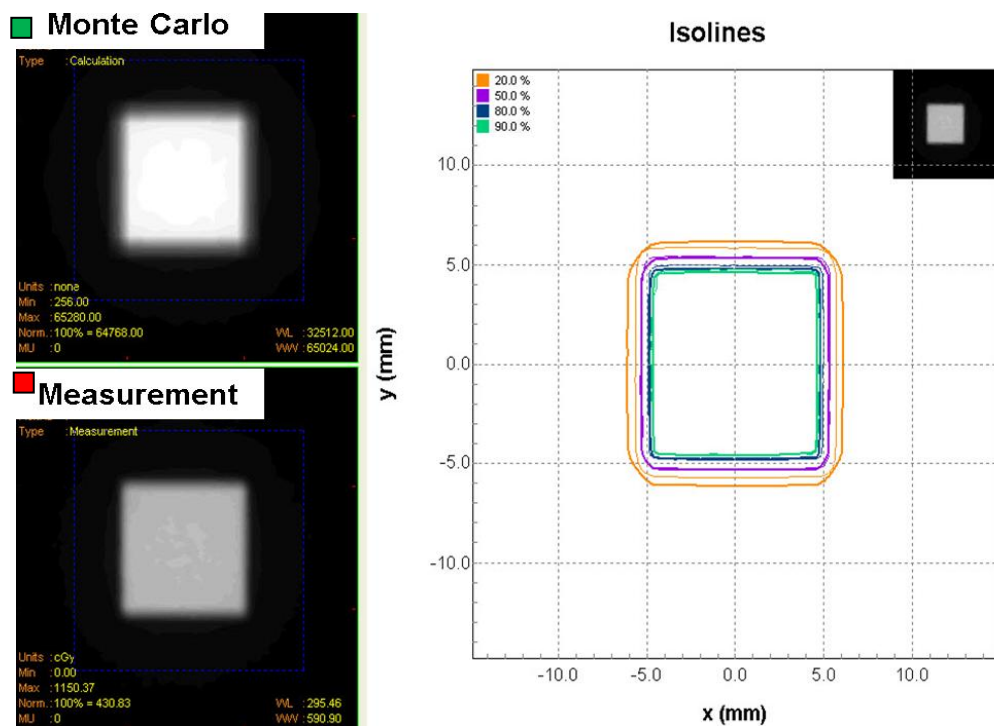 Monte Carlo
Type :Calculation
Units :none
Min :256.00
Max :65280.00
Norm.:100% = 64768.00
MU :0
WL :32512.00
WW :65024.00
Measurement
Type :Measurement
Units :cGy
Min :0.00
Max :1150.37
Norm.:100% = 430.83
MU :0
WL :295.46
WW :590.90
Isolines
20.0 %
50.0 %
80.0 %
90.0 %
10.0
5.0
0.0
-5.0
-10.0
y (mm)
-10.0 -5.0 0.0 5.0 10.0
x (mm)